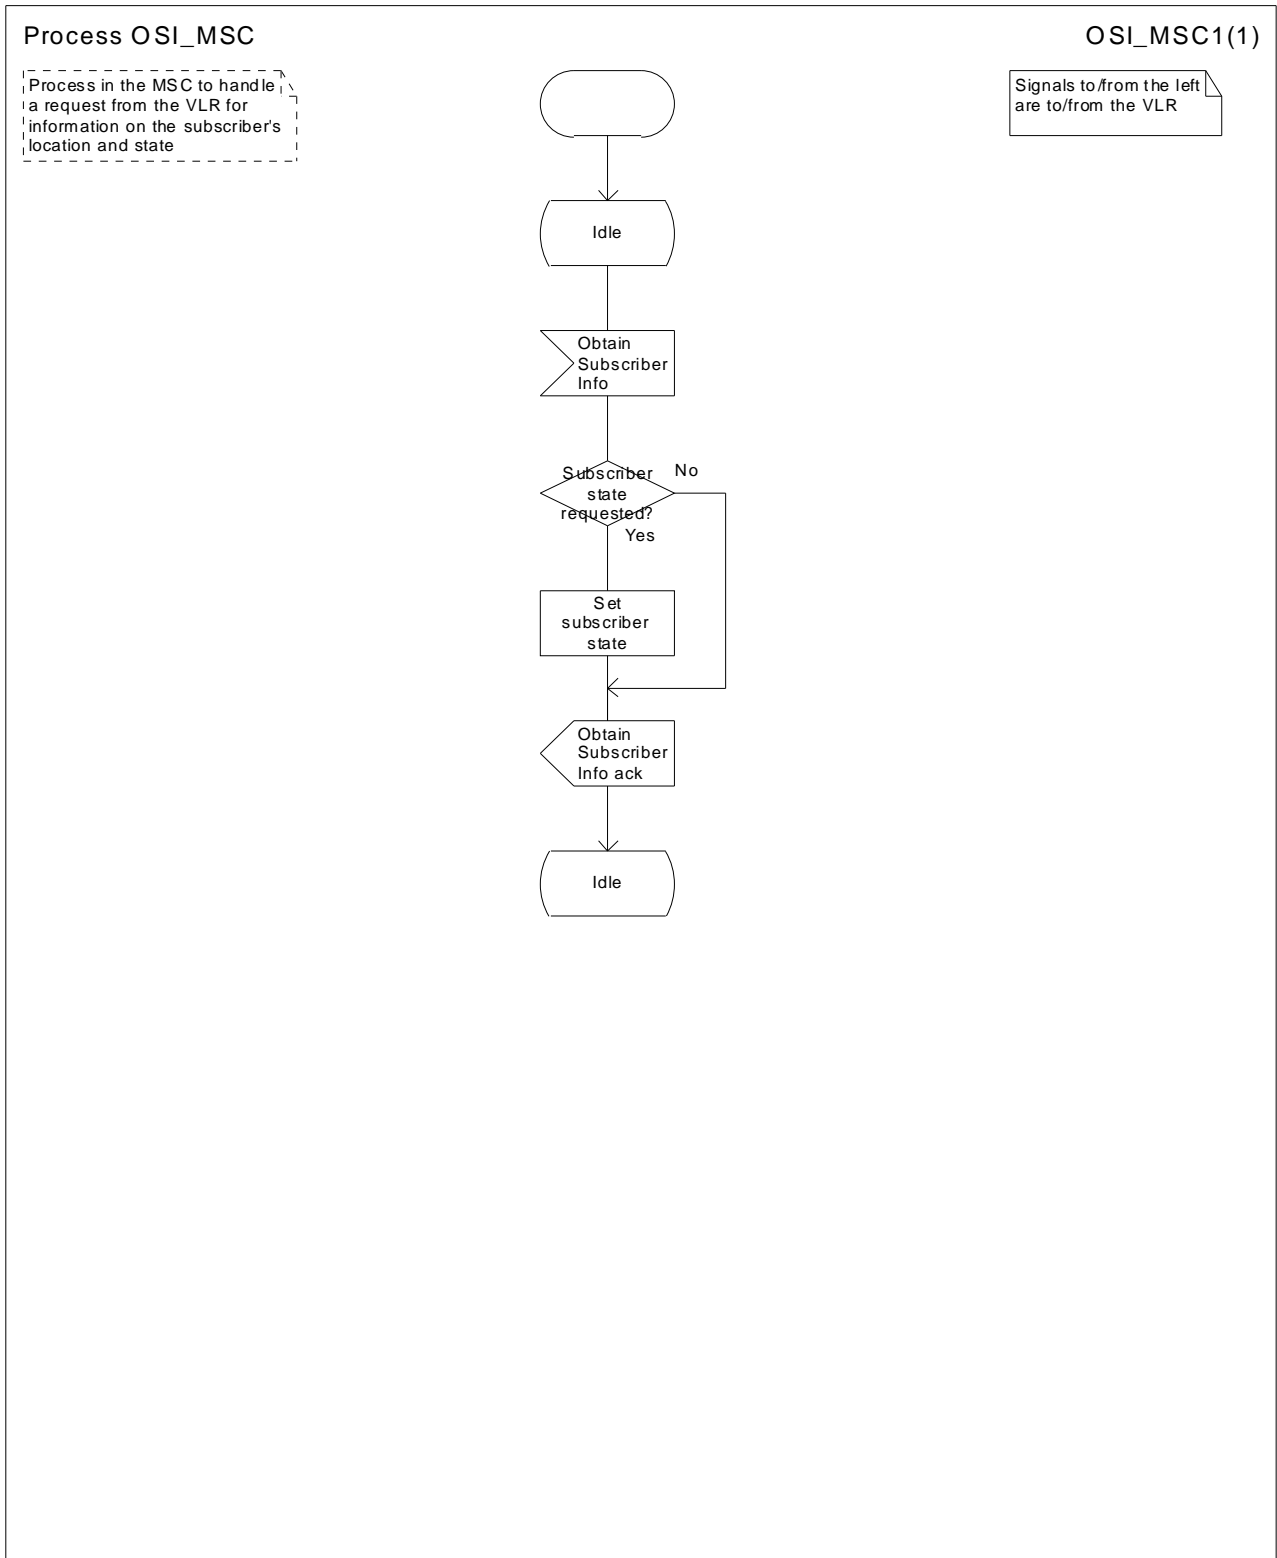 Process OSI_MSC
OSI_MSC1(1)
Process in the MSC to handle
a request from the VLR for
information on the subscriber's
location and state
Signals to/from the left
are to/from the VLR
Idle
Obtain
Subscriber
Info
Subscriber
state
requested?
No
Yes
Set
subscriber
state
Obtain
Subscriber
Info ack
Idle